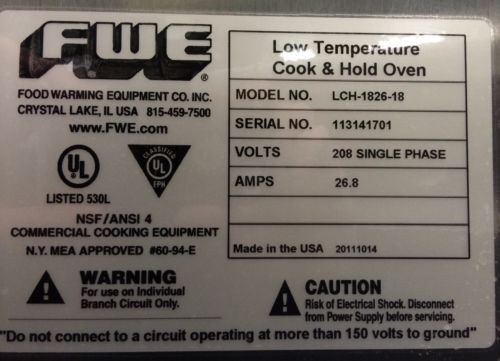 FWE
®
FOOD WARMING EQUIPMENT CO. INC.
CRYSTAL LAKE, IL USA 815-459-7500
www.FWE.com
UL
®
LISTED 530L
CLASSIFIED
UL
EPH
NSF/ANSI 4
COMMERCIAL COOKING EQUIPMENT
N.Y. MEA APPROVED #60-94-E
Low Temperature
Cook & Hold Oven
MODEL NO. LCH-1826-18
SERIAL NO. 113141701
VOLTS 208 SINGLE PHASE
AMPS 26.8
Made in the USA 20111014
WARNING
For use on Individual
Branch Circuit Only.
CAUTION
Risk of Electrical Shock. Disconnect
from Power Supply before servicing.
"Do not connect to a circuit operating at more than 150 volts to ground"